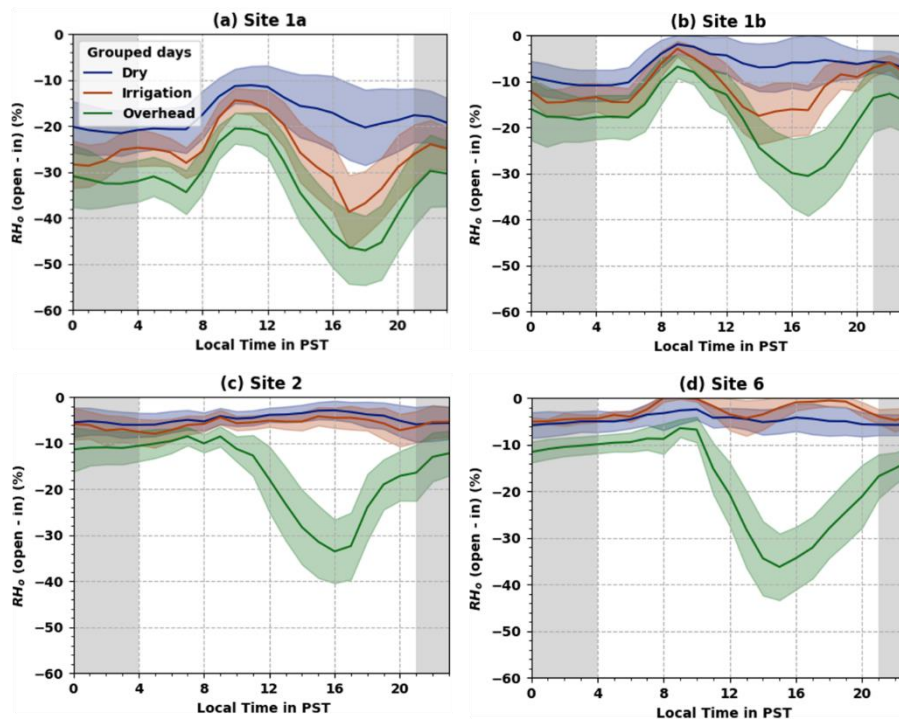 (a) Site 1a
Grouped days
Dry
Irrigation
Overhead
RHₒ (open - in) (%)
0
−10
−20
−30
−40
−50
−60
0 4 8 12 16 20
Local Time in PST
(b) Site 1b
RHₒ (open - in) (%)
0
−10
−20
−30
−40
−50
−60
0 4 8 12 16 20
Local Time in PST
(c) Site 2
RHₒ (open - in) (%)
0
−10
−20
−30
−40
−50
−60
0 4 8 12 16 20
Local Time in PST
(d) Site 6
RHₒ (open - in) (%)
0
−10
−20
−30
−40
−50
−60
0 4 8 12 16 20
Local Time in PST